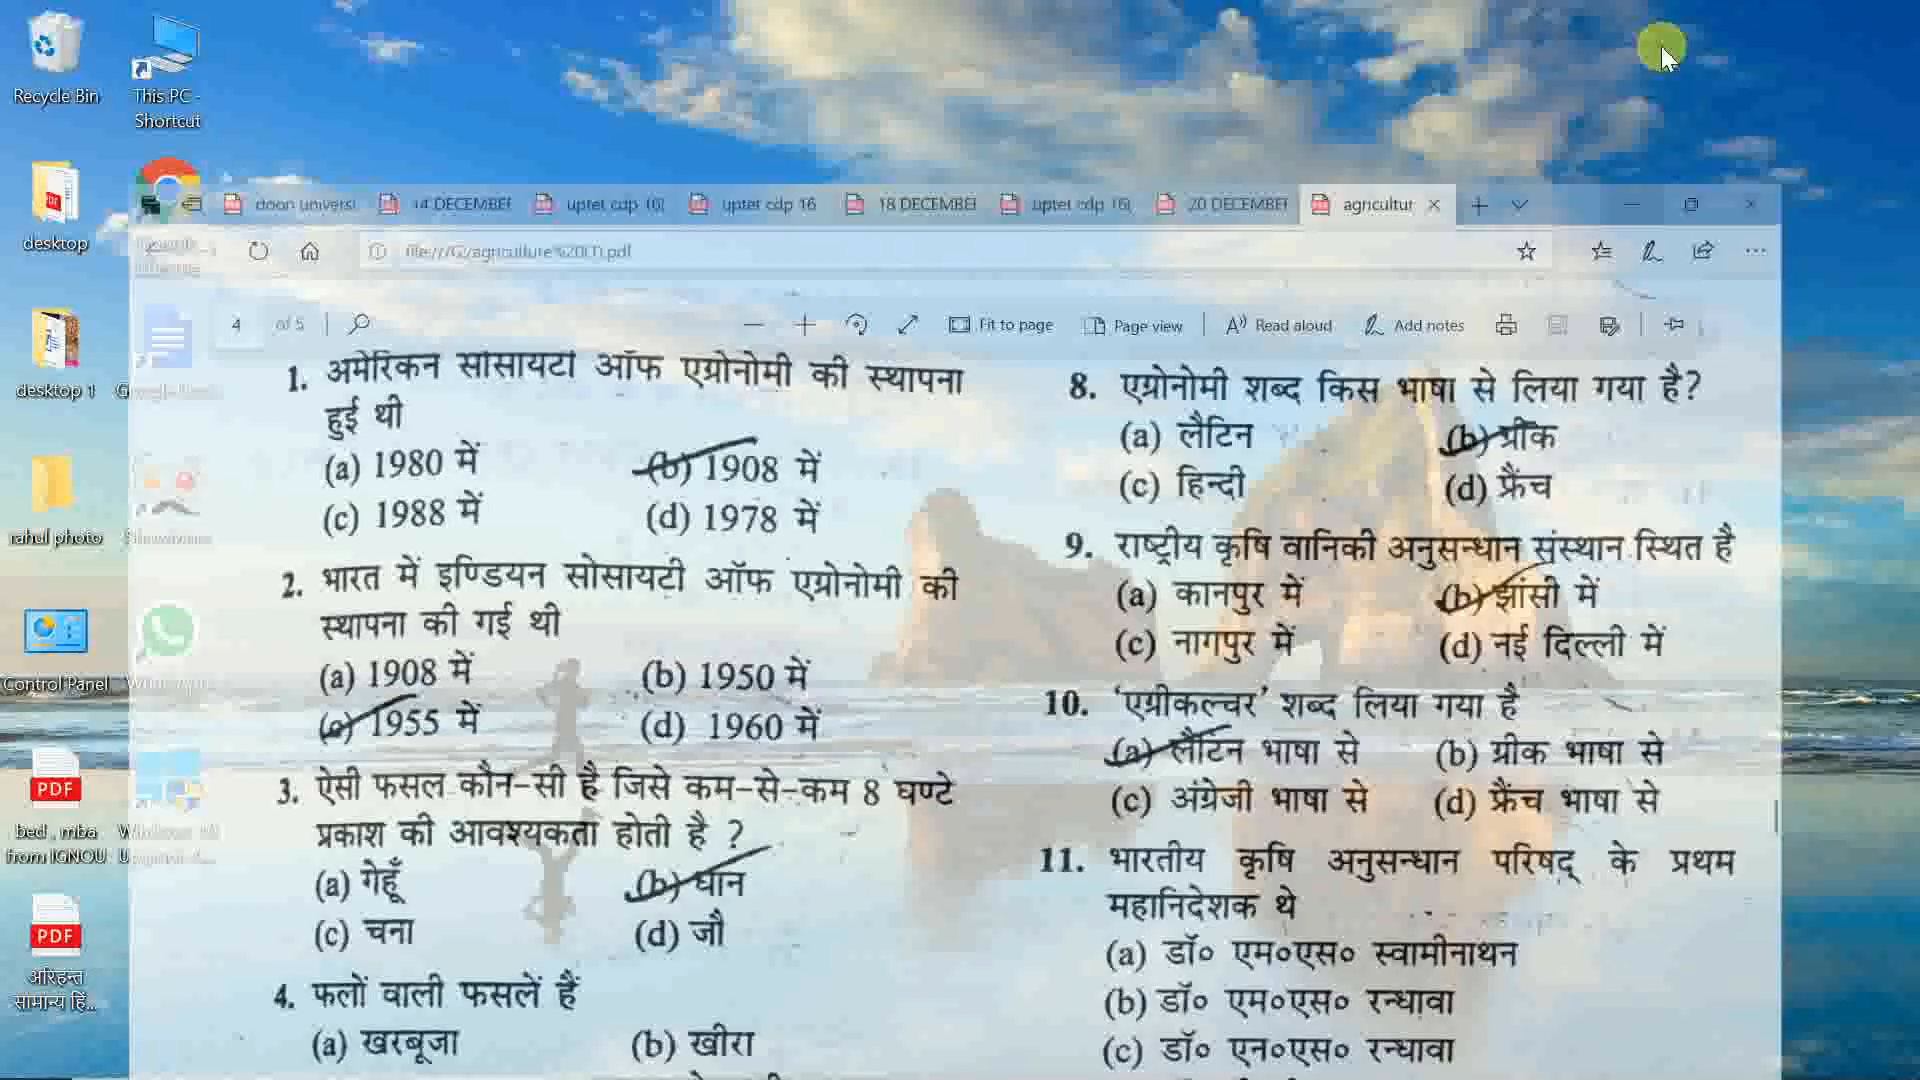 Recycle Bin
This PC - Shortcut
desktop
desktop 1
rahul photo
Control Panel
bed , mba from IGNOU
अरिहन्त सामान्य हिं...
doon universi
14 DECEMBER
uptet cdp 16(
uptet cdp 16
18 DECEMBER
uptet cdp 16(
20 DECEMBER
agricultur
file:///G:/agriculture%20(1).pdf
4 of 5
Fit to page
Page view
Read aloud
Add notes
1. अमेरिकन सोसायटी ऑफ एग्रोनोमी की स्थापना
हुई थी
(a) 1980 में (b) 1908 में
(c) 1988 में (d) 1978 में
2. भारत में इण्डियन सोसायटी ऑफ एग्रोनोमी की
स्थापना की गई थी
(a) 1908 में (b) 1950 में
(c) 1955 में (d) 1960 में
3. ऐसी फसल कौन-सी है जिसे कम-से-कम 8 घण्टे
प्रकाश की आवश्यकता होती है ?
(a) गेहूँ (b) धान
(c) चना (d) जौ
4. फलों वाली फसलें हैं
(a) खरबूजा (b) खीरा
8. एग्रोनोमी शब्द किस भाषा से लिया गया है?
(a) लैटिन (b) ग्रीक
(c) हिन्दी (d) फ्रैंच
9. राष्ट्रीय कृषि वानिकी अनुसन्धान संस्थान स्थित है
(a) कानपुर में (b) झांसी में
(c) नागपुर में (d) नई दिल्ली में
10. 'एग्रीकल्चर' शब्द लिया गया है
(a) लैटिन भाषा से (b) ग्रीक भाषा से
(c) अंग्रेजी भाषा से (d) फ्रैंच भाषा से
11. भारतीय कृषि अनुसन्धान परिषद् के प्रथम
महानिदेशक थे
(a) डॉ० एम०एस० स्वामीनाथन
(b) डॉ० एम०एस० रन्धावा
(c) डॉ० एन०एस० रन्धावा